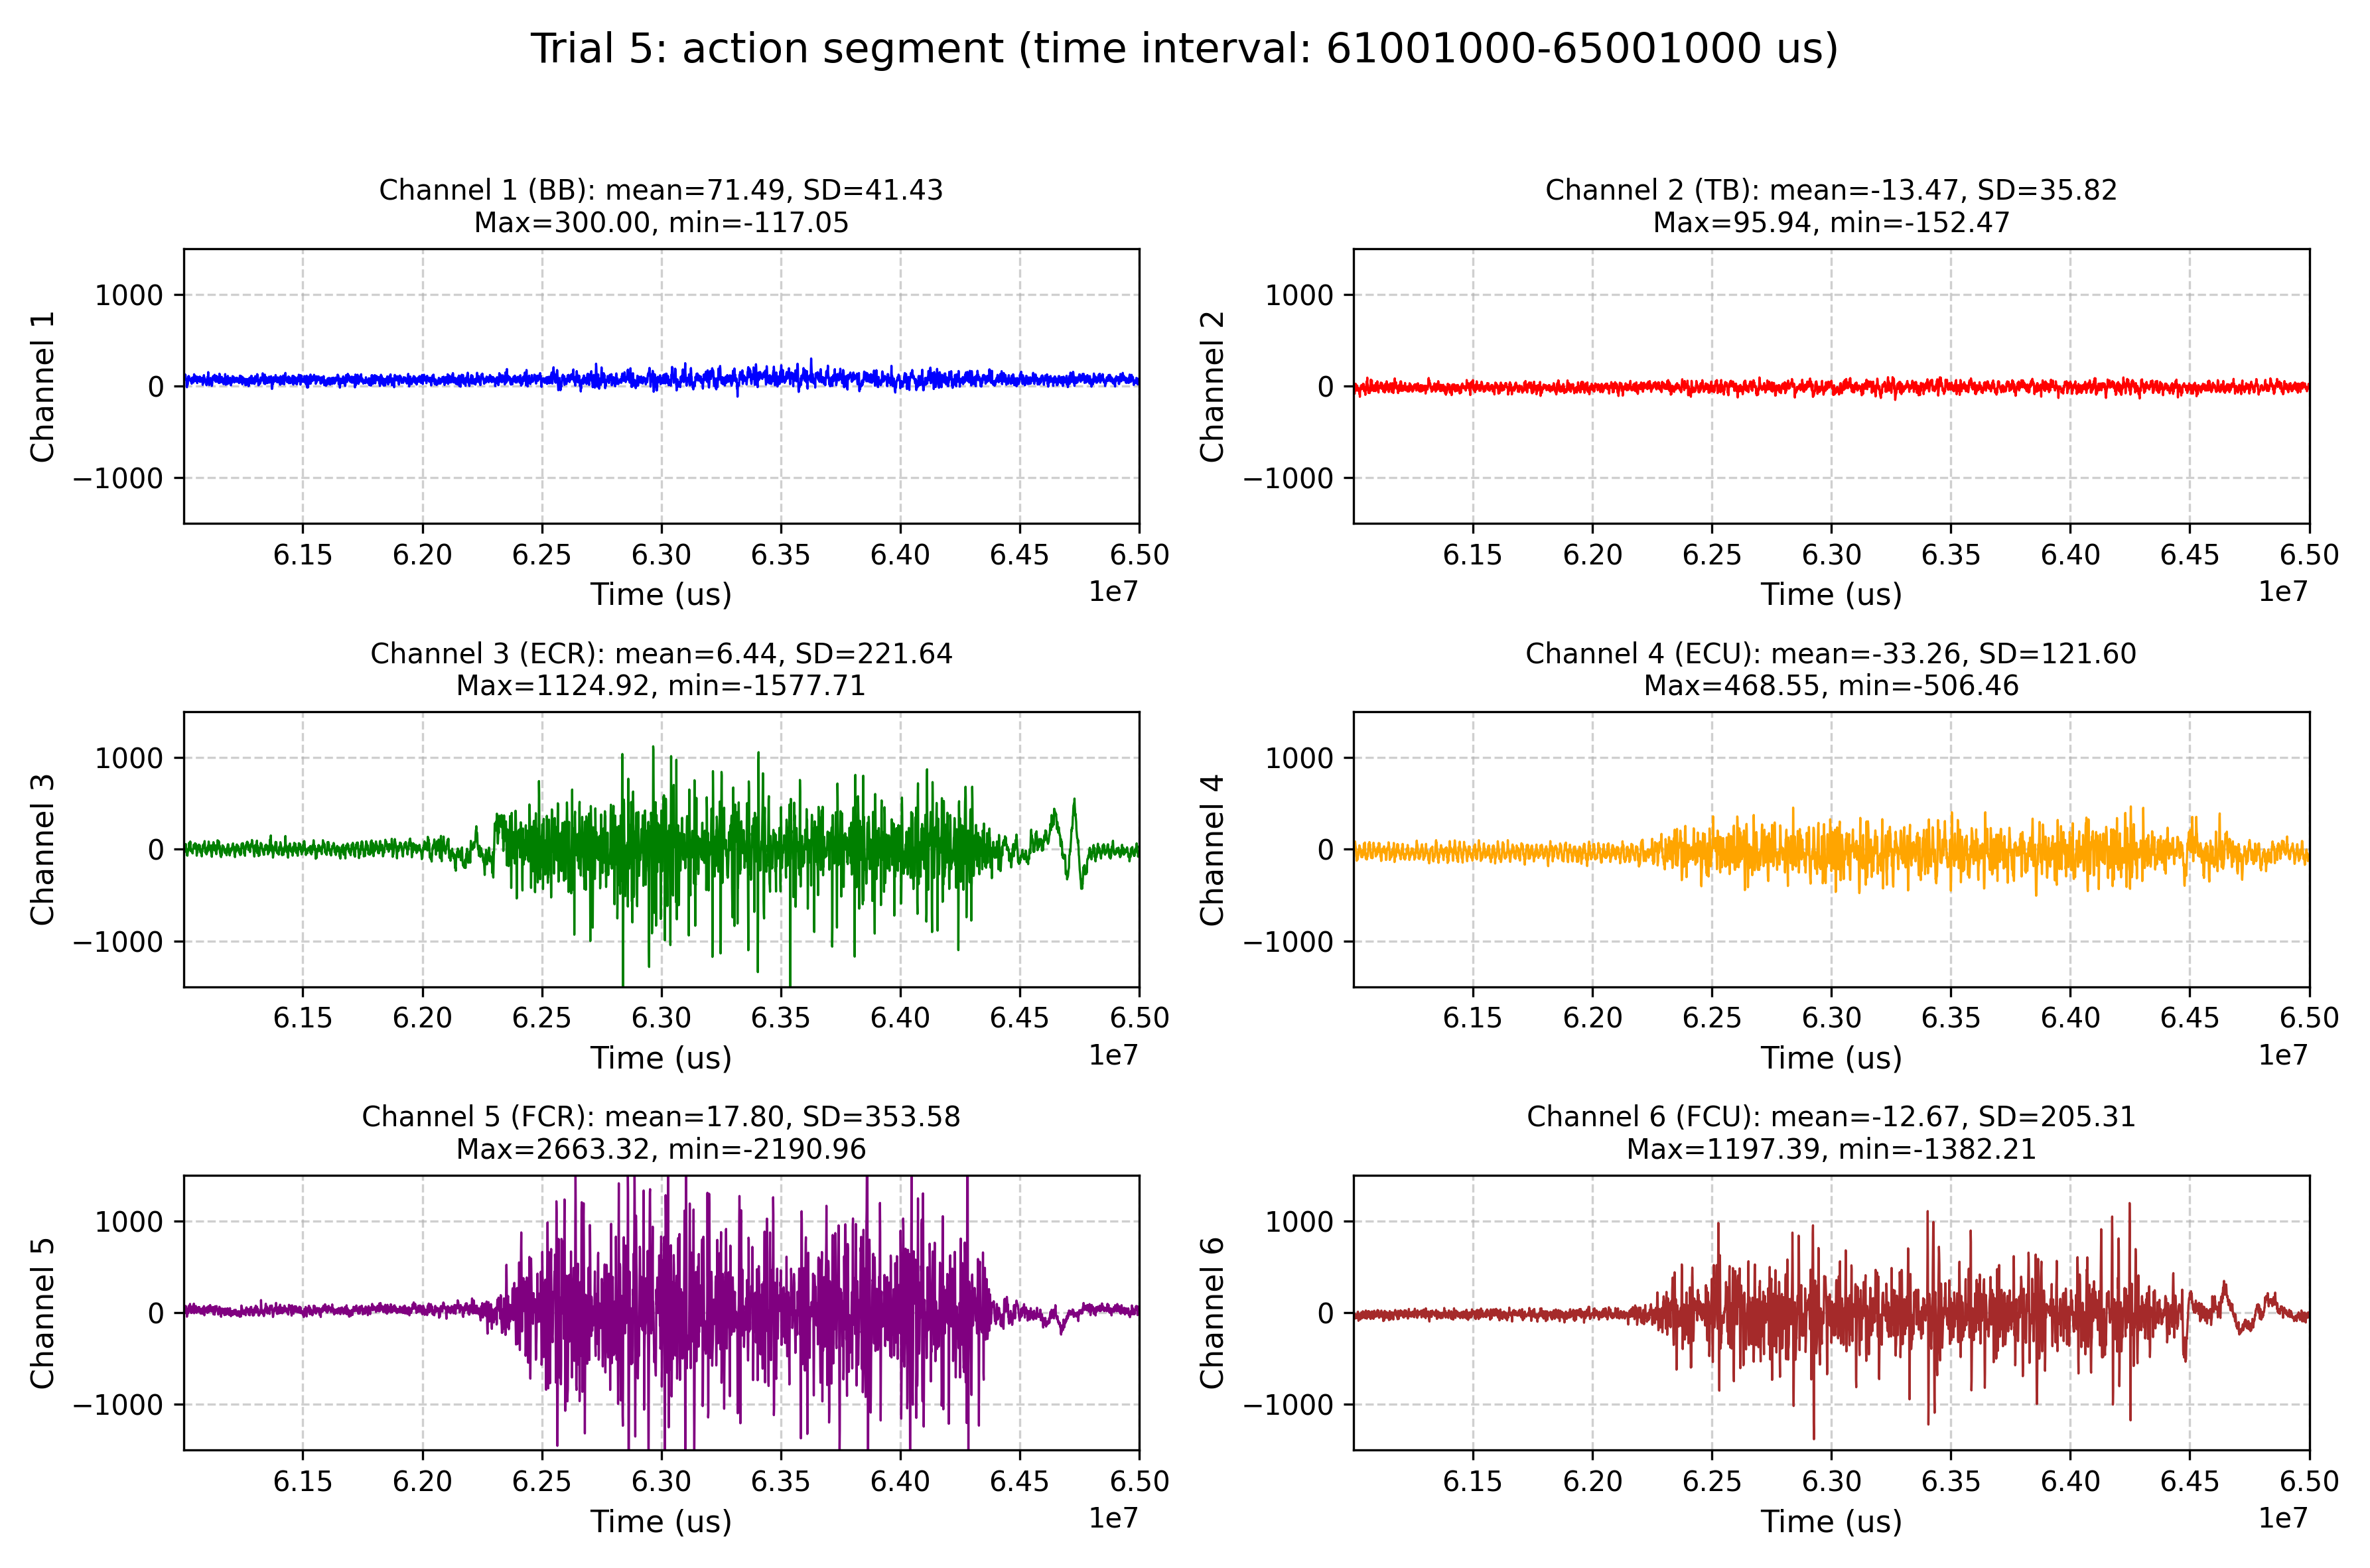 Trial 5: action segment (time interval: 61001000-65001000 us)
Channel 1 (BB): mean=71.49, SD=41.43
Max=300.00, min=-117.05
Channel 1
1000
0
−1000
6.15 6.20 6.25 6.30 6.35 6.40 6.45 6.50
Time (us)
1e7
Channel 2 (TB): mean=-13.47, SD=35.82
Max=95.94, min=-152.47
Channel 2
1000
0
−1000
6.15 6.20 6.25 6.30 6.35 6.40 6.45 6.50
Time (us)
1e7
Channel 3 (ECR): mean=6.44, SD=221.64
Max=1124.92, min=-1577.71
Channel 3
1000
0
−1000
6.15 6.20 6.25 6.30 6.35 6.40 6.45 6.50
Time (us)
1e7
Channel 4 (ECU): mean=-33.26, SD=121.60
Max=468.55, min=-506.46
Channel 4
1000
0
−1000
6.15 6.20 6.25 6.30 6.35 6.40 6.45 6.50
Time (us)
1e7
Channel 5 (FCR): mean=17.80, SD=353.58
Max=2663.32, min=-2190.96
Channel 5
1000
0
−1000
6.15 6.20 6.25 6.30 6.35 6.40 6.45 6.50
Time (us)
1e7
Channel 6 (FCU): mean=-12.67, SD=205.31
Max=1197.39, min=-1382.21
Channel 6
1000
0
−1000
6.15 6.20 6.25 6.30 6.35 6.40 6.45 6.50
Time (us)
1e7